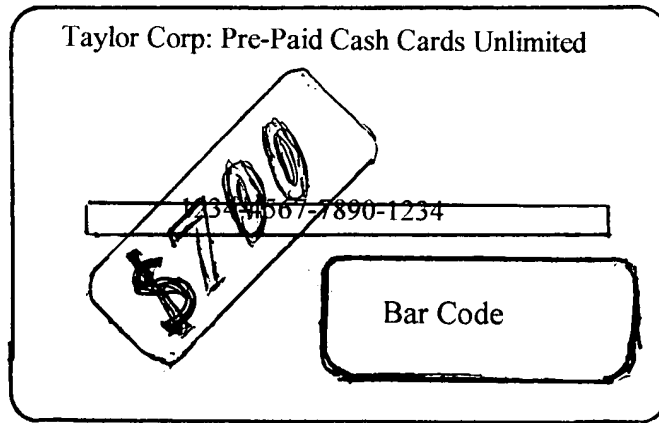 Taylor Corp: Pre-Paid Cash Cards Unlimited
$700
1234-4567-7890-1234
Bar Code